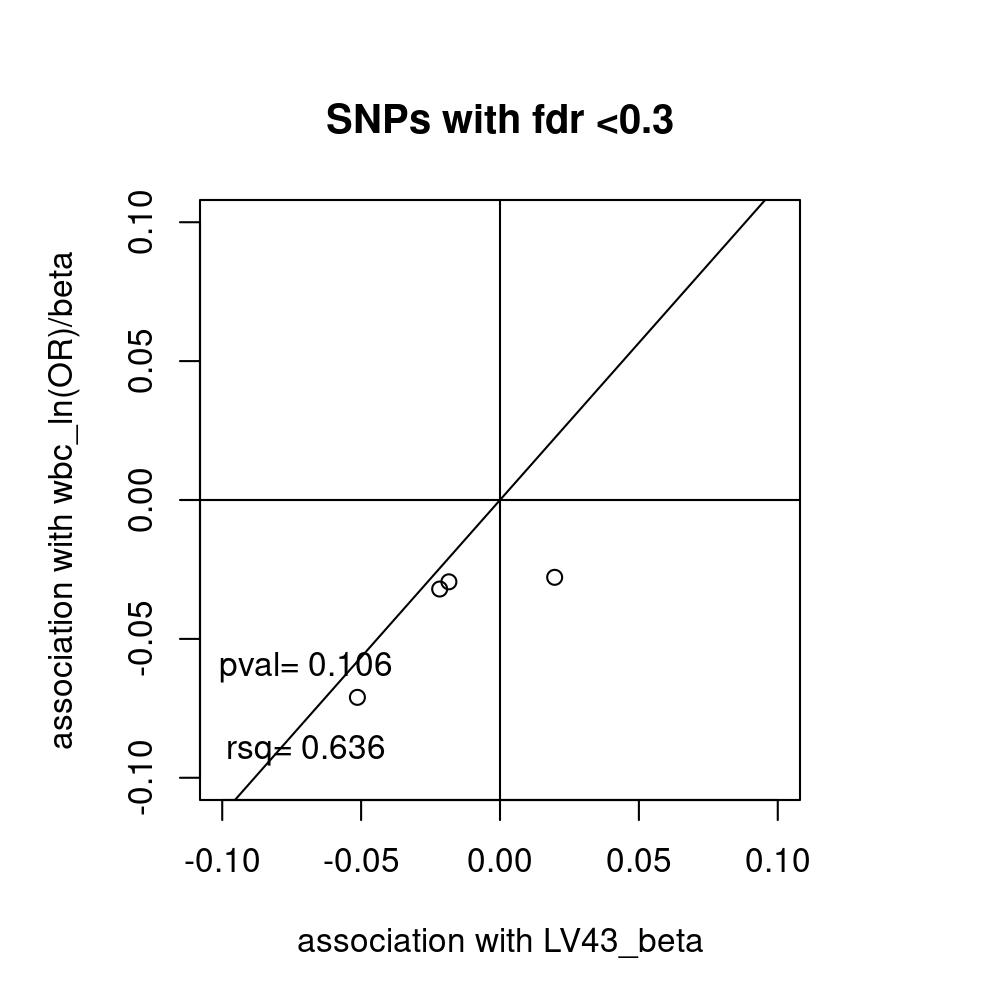 SNPs with fdr <0.3
association with wbc_ln(OR)/beta
0.10
0.05
0.00
-0.05
-0.10
pval= 0.106
rsq= 0.636
-0.10 -0.05 0.00 0.05 0.10
association with LV43_beta